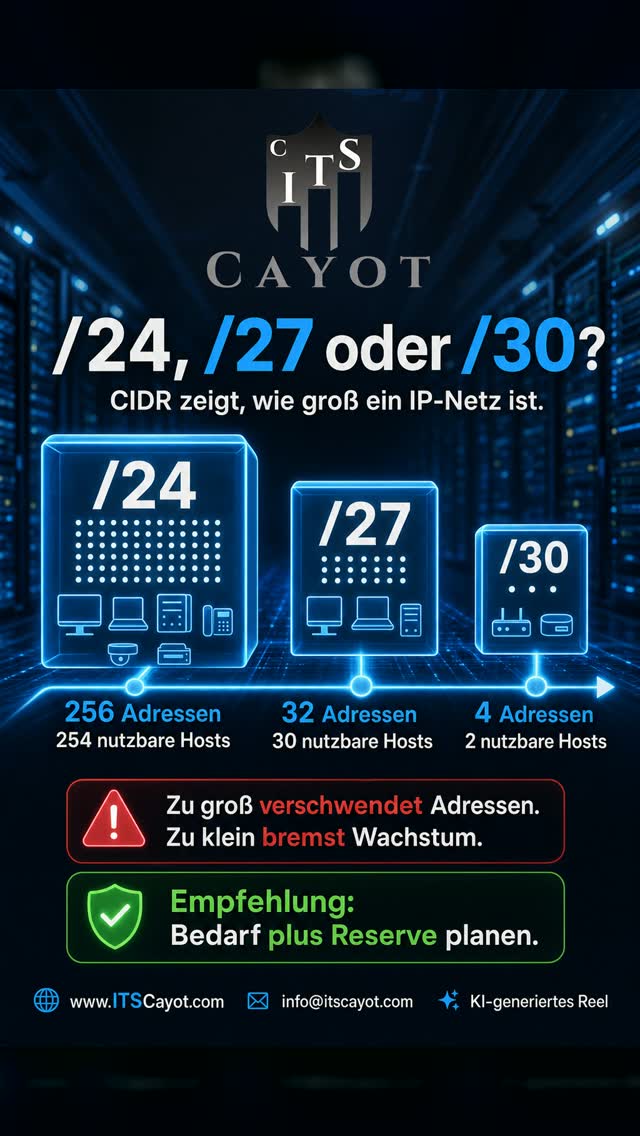 C ITS
CAYOT
/24, /27 oder /30?
CIDR zeigt, wie groß ein IP-Netz ist.
/24
/27
/30
256 Adressen
254 nutzbare Hosts
32 Adressen
30 nutzbare Hosts
4 Adressen
2 nutzbare Hosts
Zu groß verschwendet Adressen.
Zu klein bremst Wachstum.
Empfehlung:
Bedarf plus Reserve planen.
www.ITSCayot.com
info@itscayot.com
KI-generiertes Reel